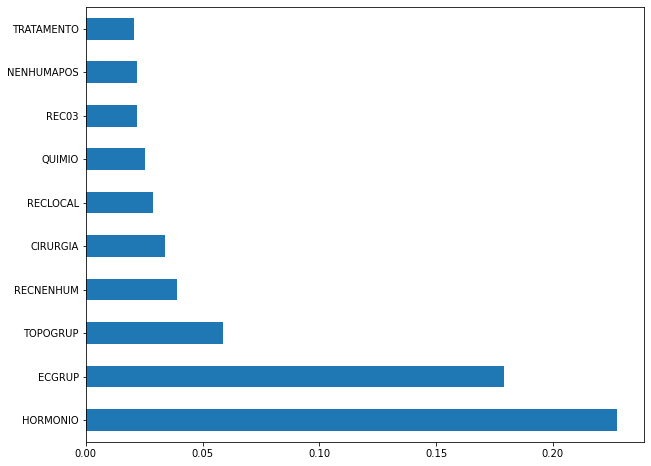 TRATAMENTO
NENHUMAPOS
REC03
QUIMIO
RECLOCAL
CIRURGIA
RECNENHUM
TOPOGRUP
ECGRUP
HORMONIO
0.00 0.05 0.10 0.15 0.20